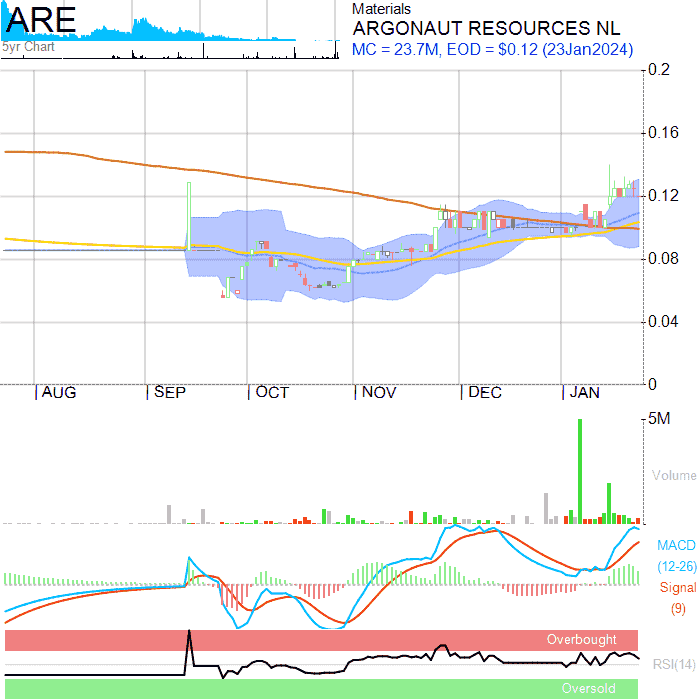 ARE
5yr Chart
Materials
ARGONAUT RESOURCES NL
MC = 23.7M, EOD = $0.12 (23Jan2024)
0.2
0.16
0.12
0.08
0.04
0
AUG SEP OCT NOV DEC JAN
5M
Volume
MACD
(12-26)
Signal
(9)
Overbought
RSI(14)
Oversold